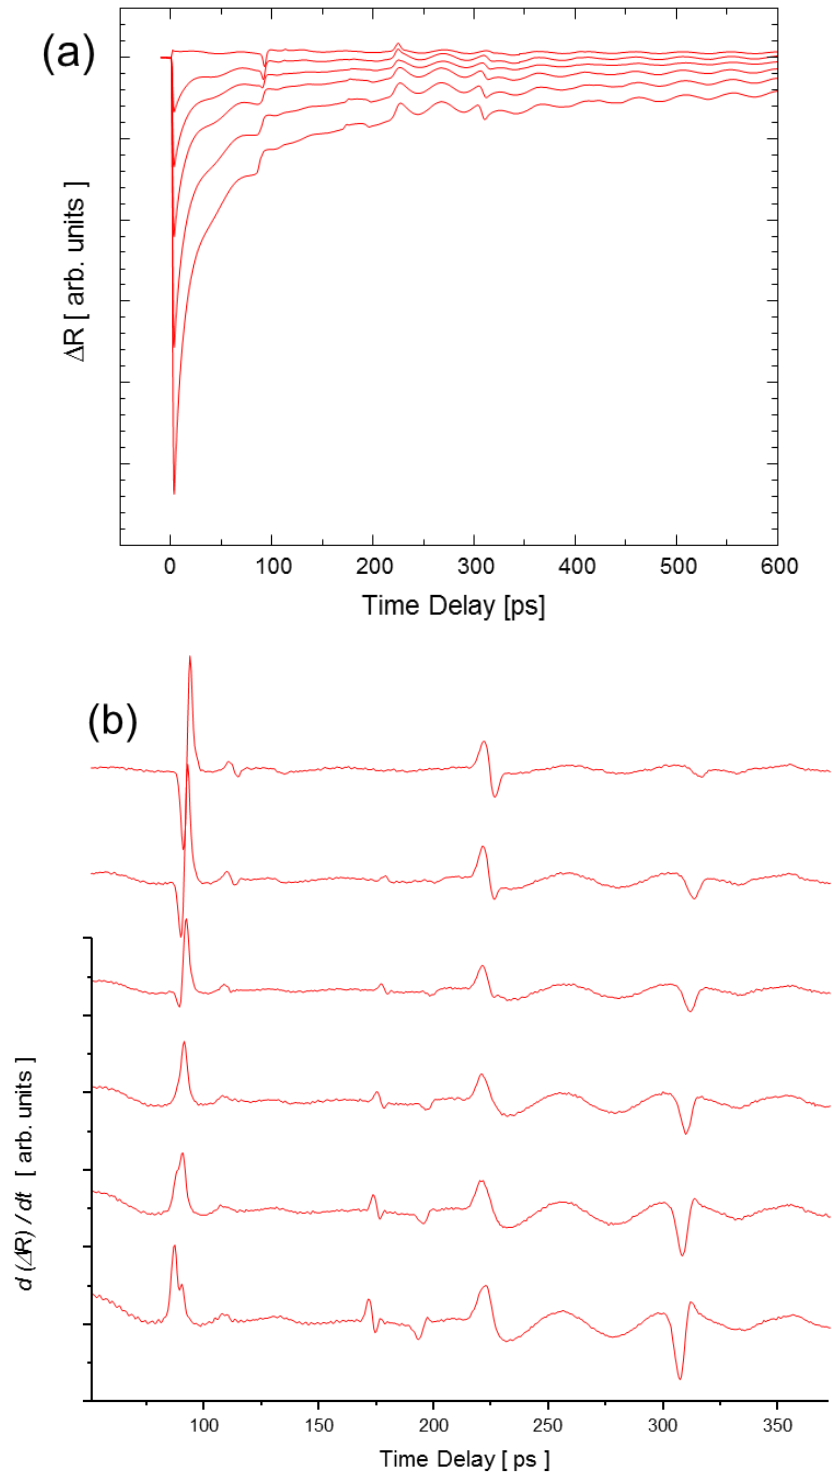 (a)
ΔR [ arb. units ]
0 100 200 300 400 500 600
Time Delay [ps]
(b)
d (ΔR) / dt [ arb. units ]
100 150 200 250 300 350
Time Delay [ ps ]